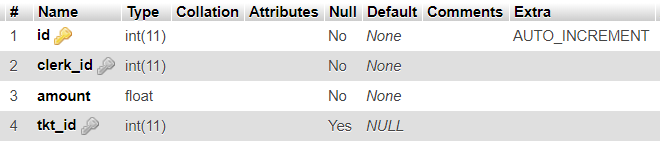 # Name Type Collation Attributes Null Default Comments Extra
1 id int(11) No None AUTO_INCREMENT
2 clerk_id int(11) No None
3 amount float No None
4 tkt_id int(11) Yes NULL